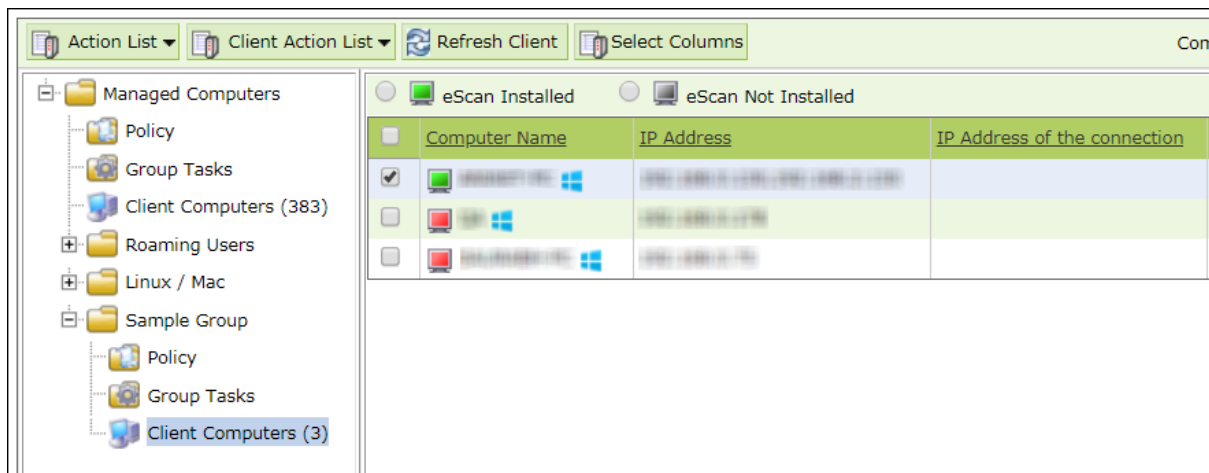 Action List Client Action List Refresh Client Select Columns Com
Managed Computers
Policy
Group Tasks
Client Computers (383)
Roaming Users
Linux / Mac
Sample Group
Policy
Group Tasks
Client Computers (3)
eScan Installed eScan Not Installed
Computer Name IP Address IP Address of the connection